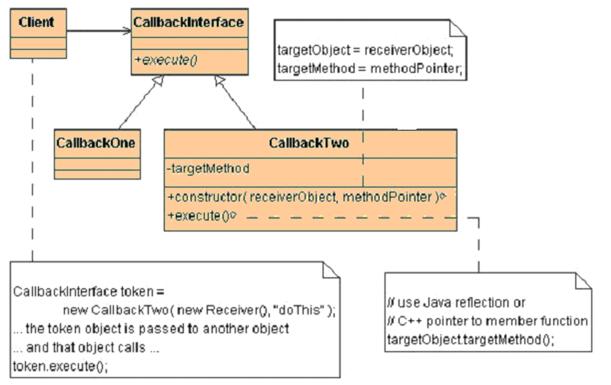 Client
CallbackInterface
+execute()
targetObject = receiverObject;
targetMethod = methodPointer;
CallbackOne
CallbackTwo
-targetMethod
+constructor( receiverObject, methodPointer )
+execute()
CallbackInterface token =
new CallbackTwo( new Receiver(), "doThis" );
... the token object is passed to another object
... and that object calls ...
token.execute();
// use Java reflection or
// C++ pointer to member function
targetObject.targetMethod();